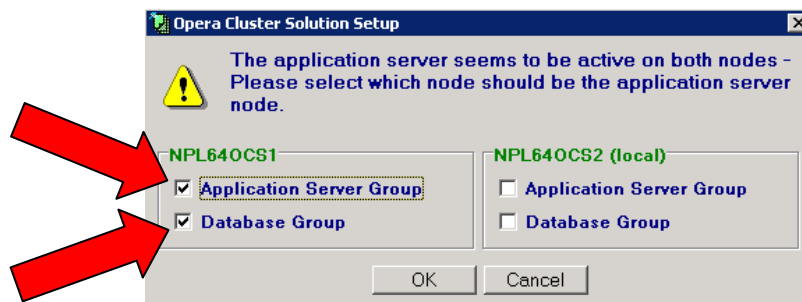 Opera Cluster Solution Setup
The application server seems to be active on both nodes -
Please select which node should be the application server
node.
NPL64OCS1
NPL64OCS2 (local)
Application Server Group
Application Server Group
Database Group
Database Group
OK
Cancel